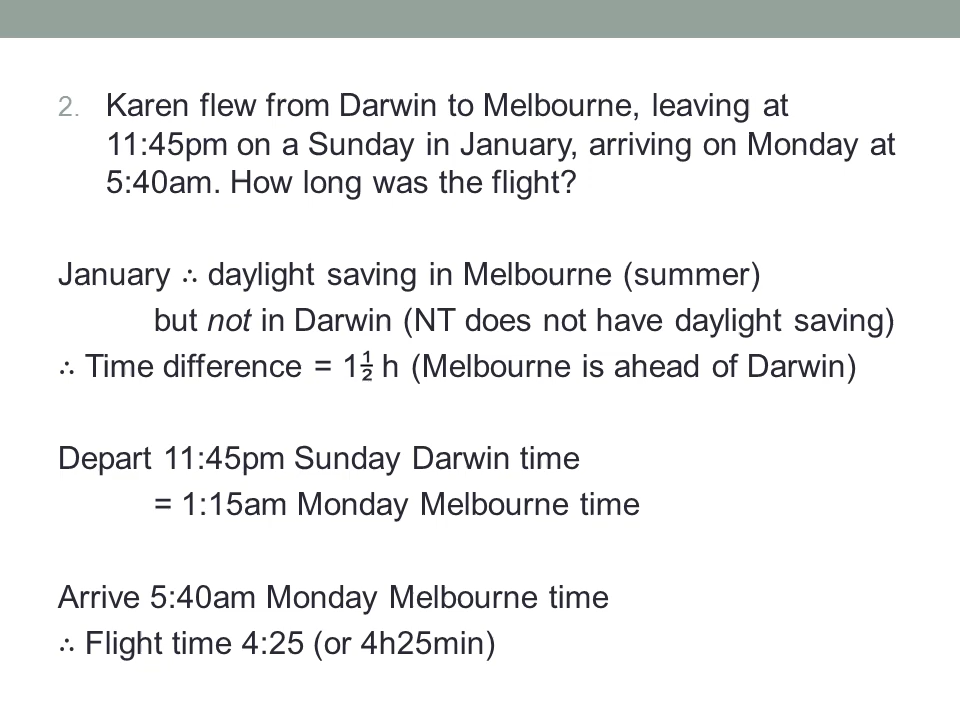 2. Karen flew from Darwin to Melbourne, leaving at
11:45pm on a Sunday in January, arriving on Monday at
5:40am. How long was the flight?
January ∴ daylight saving in Melbourne (summer)
but not in Darwin (NT does not have daylight saving)
∴ Time difference = 1½ h (Melbourne is ahead of Darwin)
Depart 11:45pm Sunday Darwin time
= 1:15am Monday Melbourne time
Arrive 5:40am Monday Melbourne time
∴ Flight time 4:25 (or 4h25min)